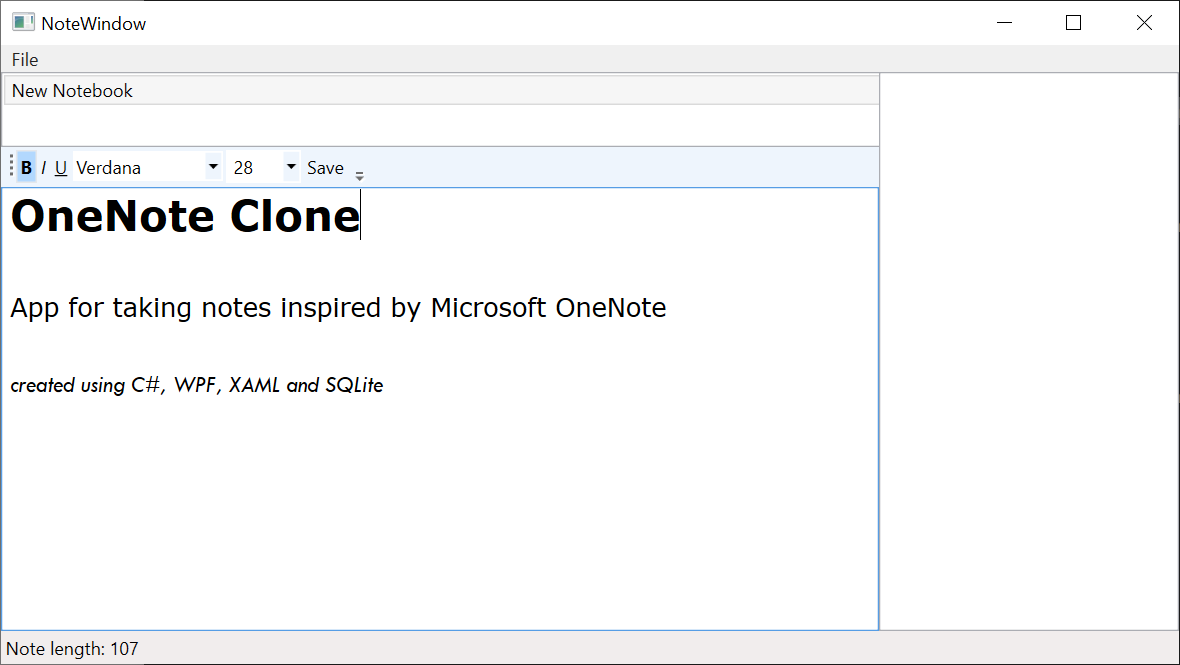 NoteWindow
File
New Notebook
B I U Verdana 28 Save
OneNote Clone
App for taking notes inspired by Microsoft OneNote
created using C#, WPF, XAML and SQLite
Note length: 107